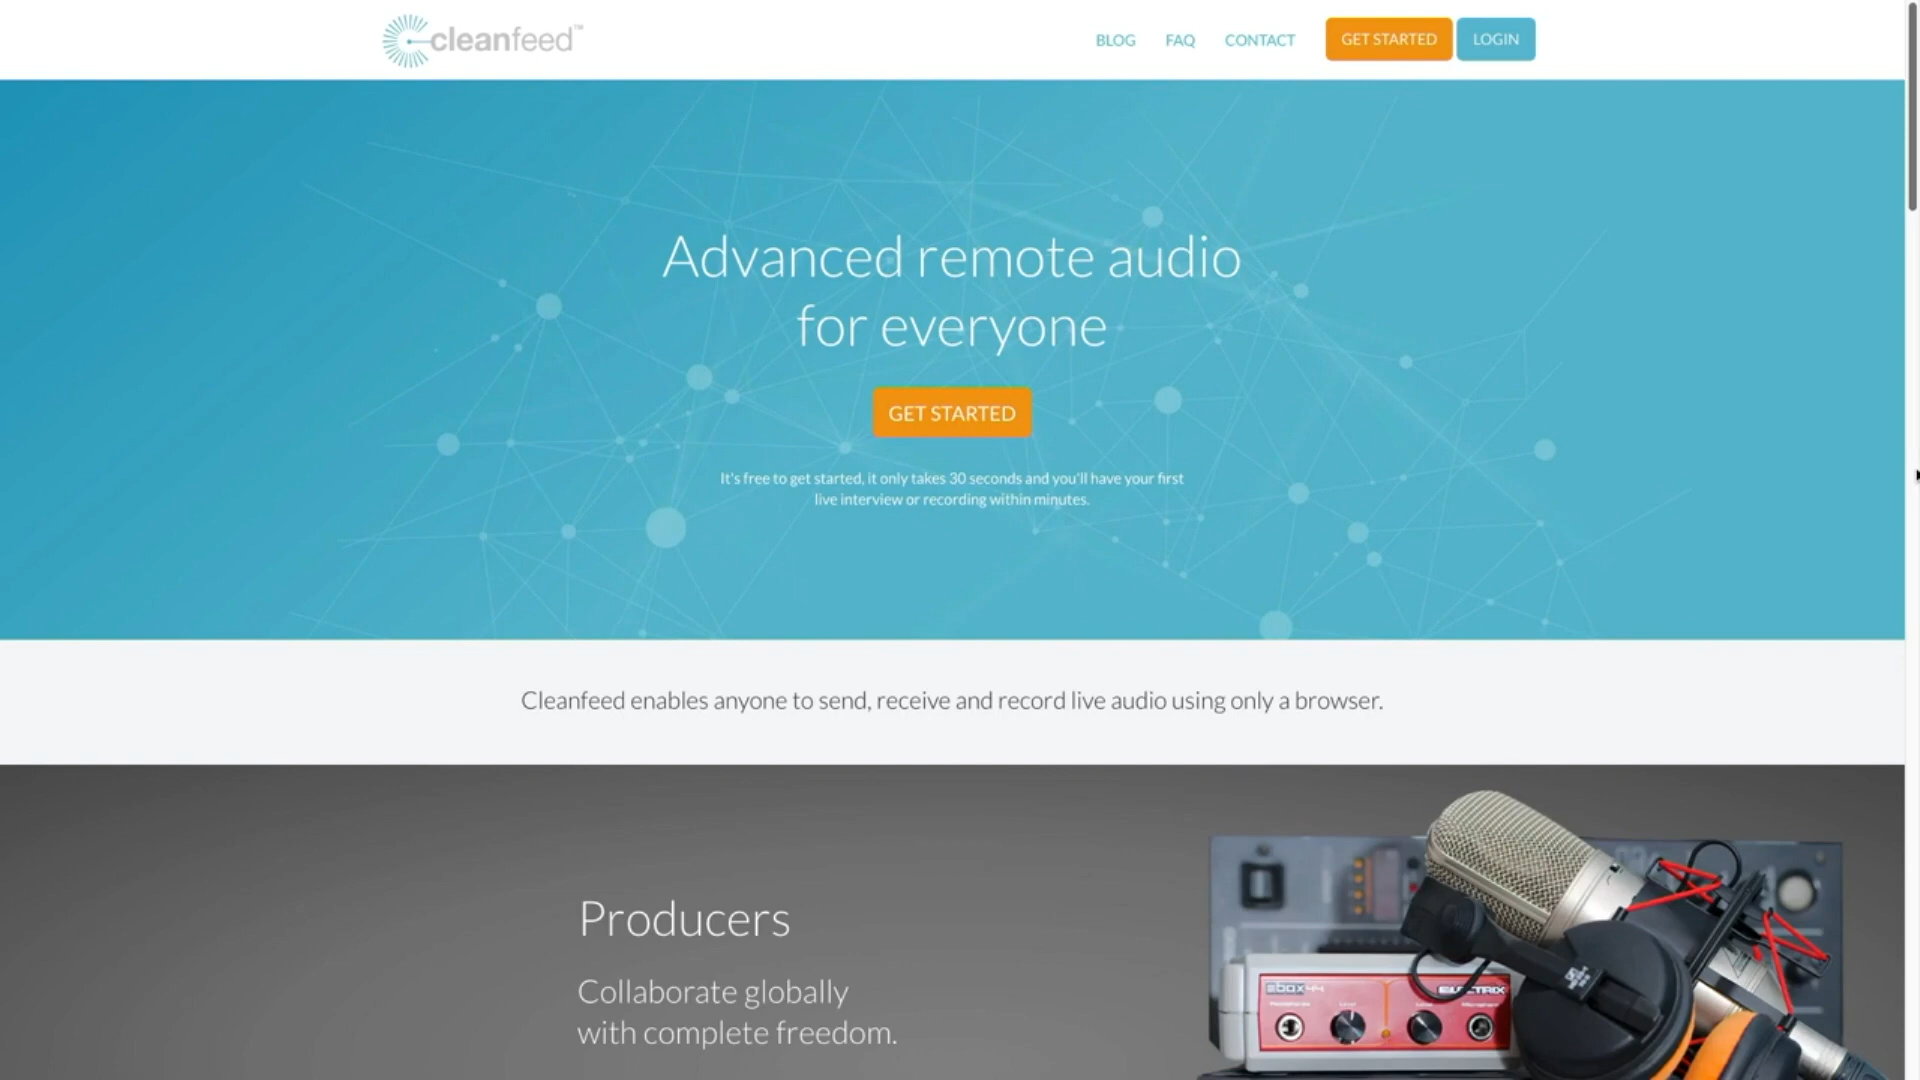 cleanfeed™
BLOG FAQ CONTACT GET STARTED LOGIN
Advanced remote audio
for everyone
GET STARTED
It's free to get started, it only takes 30 seconds and you'll have your first
live interview or recording within minutes.
Cleanfeed enables anyone to send, receive and record live audio using only a browser.
Producers
Collaborate globally
with complete freedom.
ebox44 ELECTRIX